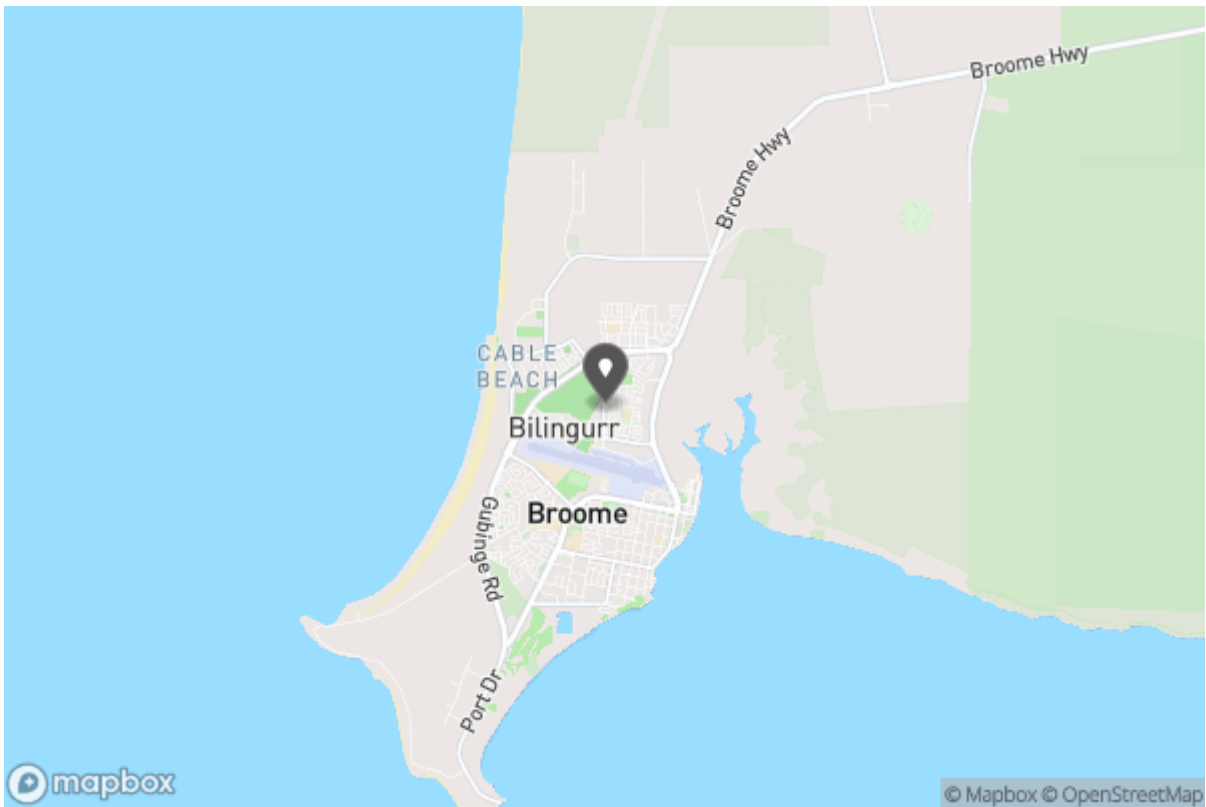 Broome Hwy
Broome Hwy
CABLE
BEACH
Bilingurr
Broome
Gubinge Rd
Port Dr
mapbox
© Mapbox © OpenStreetMap